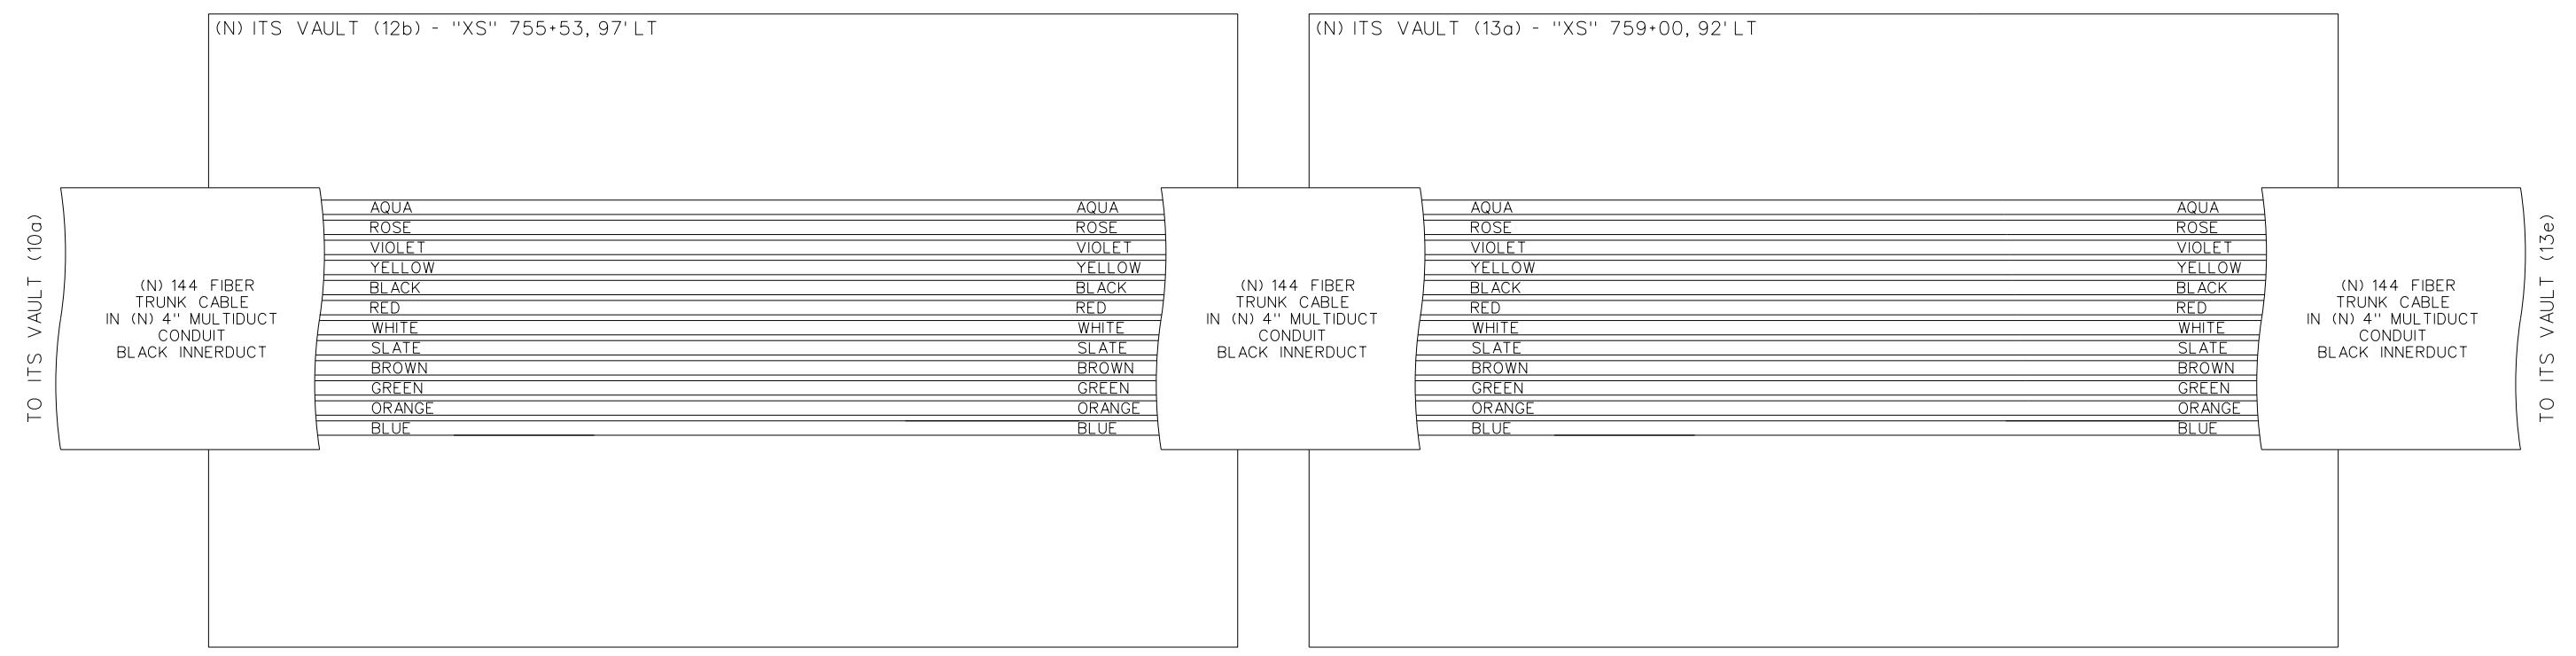 (N) ITS VAULT (12b) - "XS" 755+53, 97' LT
(N) ITS VAULT (13a) - "XS" 759+00, 92' LT
TO ITS VAULT (10a)
(N) 144 FIBER
TRUNK CABLE
IN (N) 4" MULTIDUCT
CONDUIT
BLACK INNERDUCT
AQUA
ROSE
VIOLET
YELLOW
BLACK
RED
WHITE
SLATE
BROWN
GREEN
ORANGE
BLUE
AQUA
ROSE
VIOLET
YELLOW
BLACK
RED
WHITE
SLATE
BROWN
GREEN
ORANGE
BLUE
(N) 144 FIBER
TRUNK CABLE
IN (N) 4" MULTIDUCT
CONDUIT
BLACK INNERDUCT
AQUA
ROSE
VIOLET
YELLOW
BLACK
RED
WHITE
SLATE
BROWN
GREEN
ORANGE
BLUE
AQUA
ROSE
VIOLET
YELLOW
BLACK
RED
WHITE
SLATE
BROWN
GREEN
ORANGE
BLUE
(N) 144 FIBER
TRUNK CABLE
IN (N) 4" MULTIDUCT
CONDUIT
BLACK INNERDUCT
TO ITS VAULT (13e)